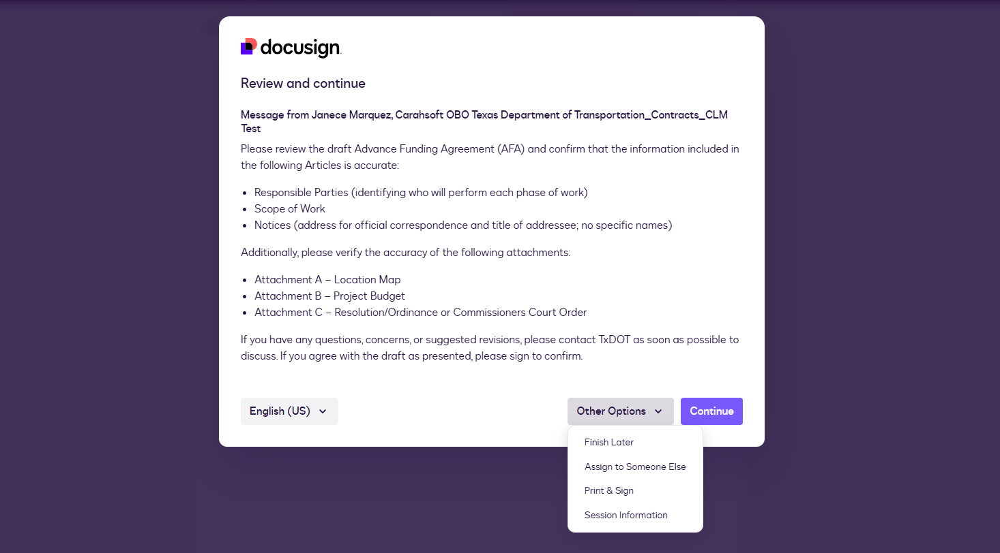 docusign
Review and continue
Message from Janece Marquez, Carahsoft OBO Texas Department of Transportation_Contracts_CLM
Test
Please review the draft Advance Funding Agreement (AFA) and confirm that the information included in
the following Articles is accurate:
• Responsible Parties (identifying who will perform each phase of work)
• Scope of Work
• Notices (address for official correspondence and title of addressee; no specific names)
Additionally, please verify the accuracy of the following attachments:
• Attachment A – Location Map
• Attachment B – Project Budget
• Attachment C – Resolution/Ordinance or Commissioners Court Order
If you have any questions, concerns, or suggested revisions, please contact TxDOT as soon as possible to
discuss. If you agree with the draft as presented, please sign to confirm.
English (US)
Other Options
Continue
Finish Later
Assign to Someone Else
Print & Sign
Session Information